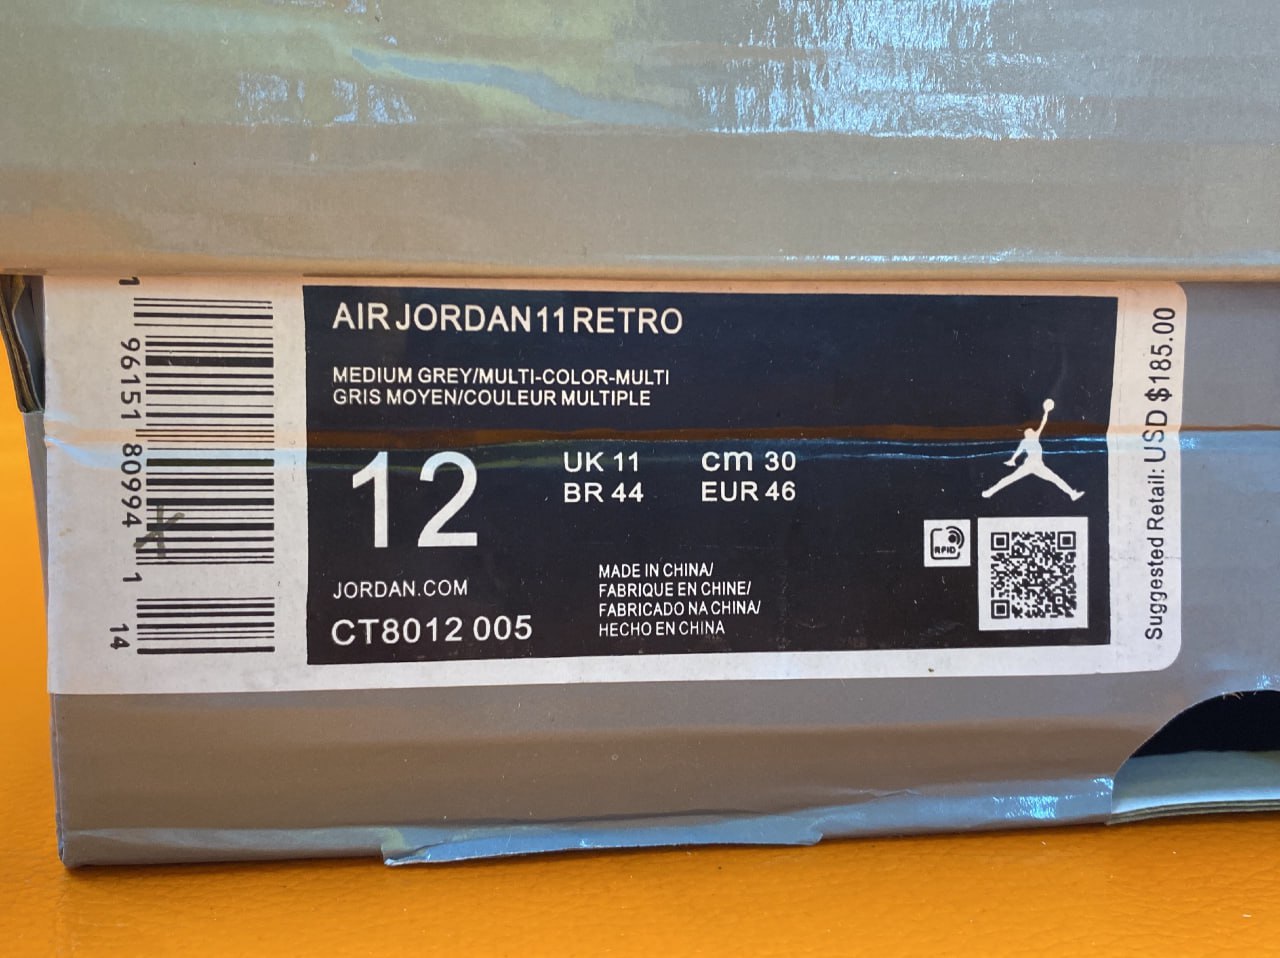 AIR JORDAN 11 RETRO
MEDIUM GREY/MULTI-COLOR-MULTI
GRIS MOYEN/COULEUR MULTIPLE
12
UK 11
cm 30
BR 44
EUR 46
JORDAN.COM
CT8012 005
MADE IN CHINA/
FABRIQUE EN CHINE/
FABRICADO NA CHINA/
HECHO EN CHINA
RFID
Suggested Retail: USD $185.00
1 96151 80994 1 14